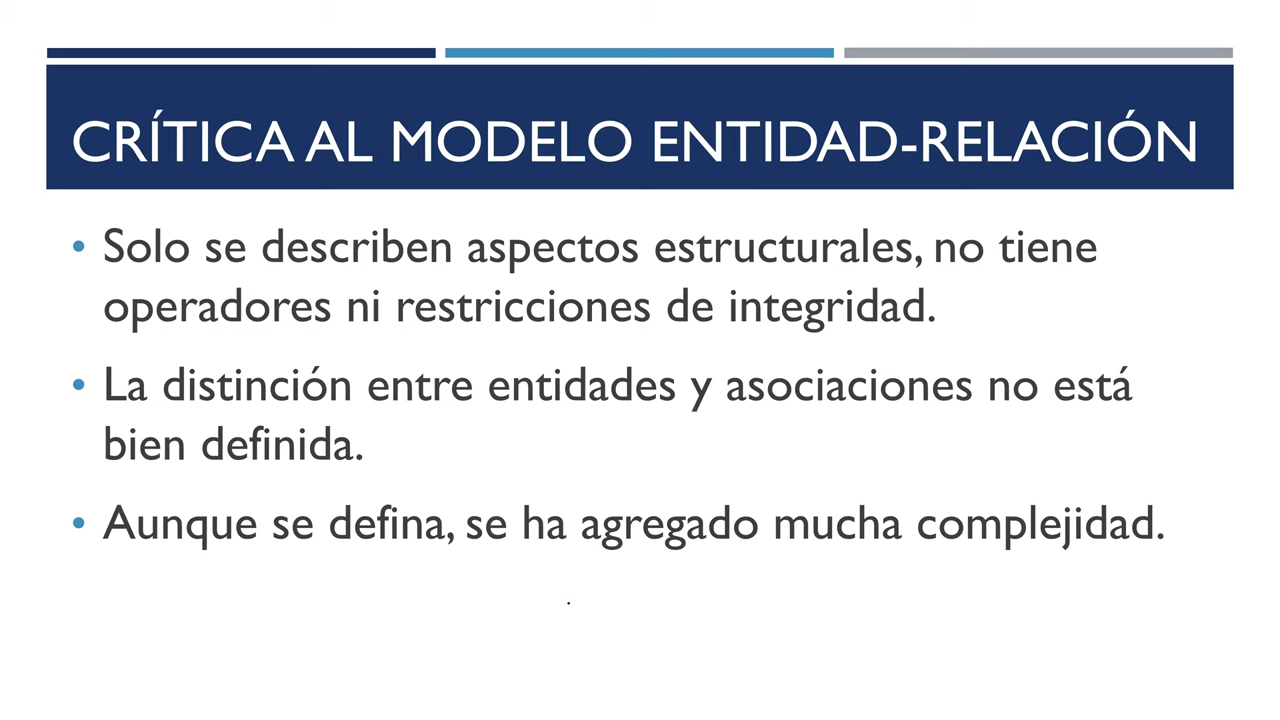 CRÍTICA AL MODELO ENTIDAD-RELACIÓN
• Solo se describen aspectos estructurales, no tiene
operadores ni restricciones de integridad.
• La distinción entre entidades y asociaciones no está
bien definida.
• Aunque se defina, se ha agregado mucha complejidad.